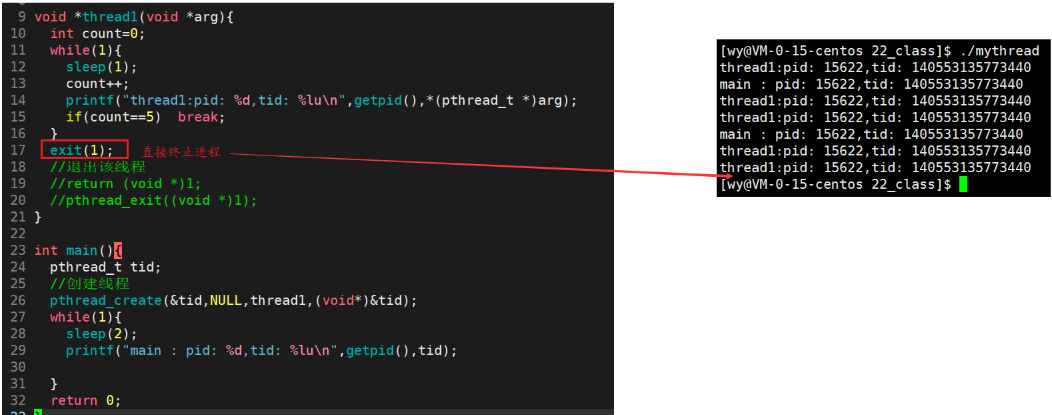 9 void *thread1(void *arg){
10 int count=0;
11 while(1){
12 sleep(1);
13 count++;
14 printf("thread1:pid: %d,tid: %lu\n",getpid(),*(pthread_t *)arg);
15 if(count==5) break;
16 }
17 exit(1); 直接终止进程
18 //退出该线程
19 //return (void *)1;
20 //pthread_exit((void *)1);
21 }
22
23 int main(){
24 pthread_t tid;
25 //创建线程
26 pthread_create(&tid,NULL,thread1,(void*)&tid);
27 while(1){
28 sleep(2);
29 printf("main : pid: %d,tid: %lu\n",getpid(),tid);
30
31 }
32 return 0;
[wy@VM-0-15-centos 22_class]$ ./mythread
thread1:pid: 15622,tid: 140553135773440
main : pid: 15622,tid: 140553135773440
thread1:pid: 15622,tid: 140553135773440
thread1:pid: 15622,tid: 140553135773440
main : pid: 15622,tid: 140553135773440
thread1:pid: 15622,tid: 140553135773440
thread1:pid: 15622,tid: 140553135773440
[wy@VM-0-15-centos 22_class]$